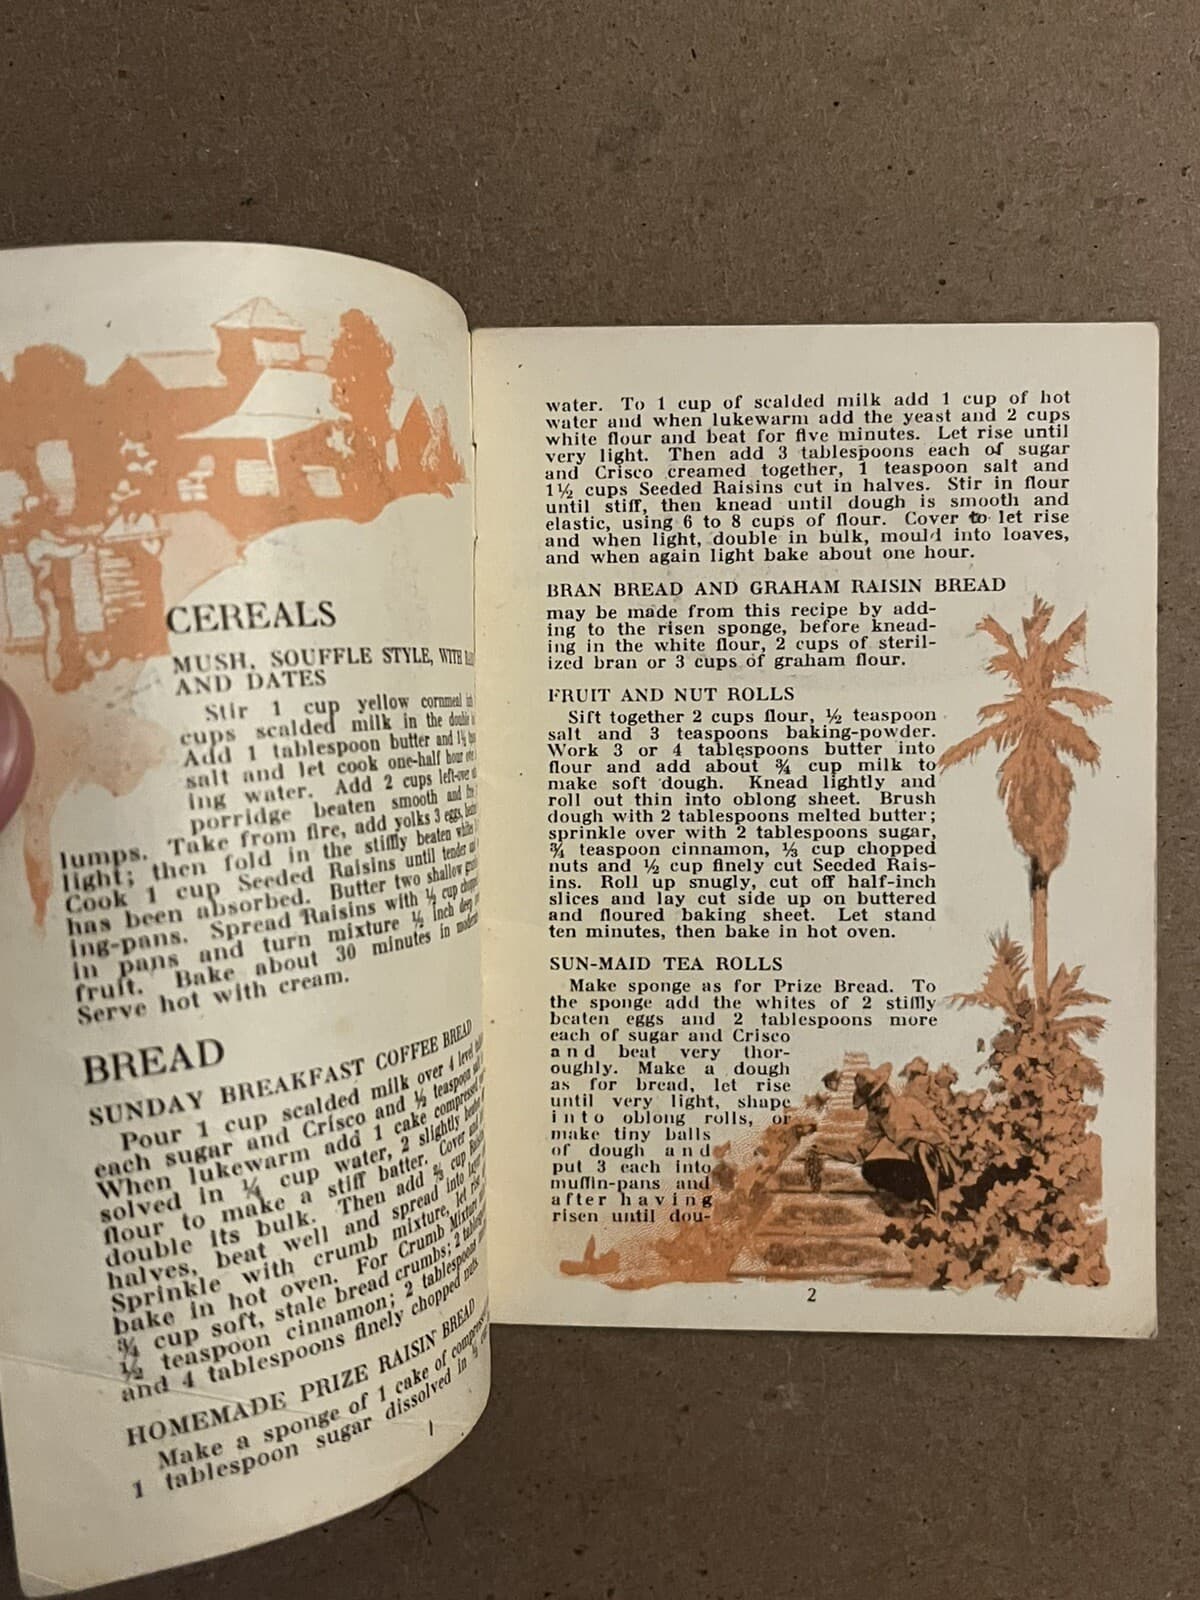 CEREALS
MUSH, SOUFFLE STYLE, WITH
AND DATES
Stir 1 cup yellow cornmeal
cups scalded milk in the double
Add 1 tablespoon butter and 1½
salt and let cook one-half hour
ing water. Add 2 cups left-over
porridge beaten smooth and
lumps. Take from fire, add yolks 3 eggs,
light; then fold in the stiffly beaten whites
Cook 1 cup Seeded Raisins until tender
has been absorbed. Butter two shallow
ing-pans. Spread Raisins with ½ cup
in pans and turn mixture ½ inch deep
fruit. Bake about 30 minutes in
Serve hot with cream.
BREAD
SUNDAY BREAKFAST COFFEE BREAD
Pour 1 cup scalded milk over 4 level
each sugar and Crisco and ½ teaspoon
When lukewarm add 1 cake compressed
solved in ¼ cup water, 2 slightly
flour to make a stiff batter. Cover and
double its bulk. Then add ⅔ cup
halves, beat well and spread into
Sprinkle with crumb mixture, let rise
bake in hot oven. For Crumb Mixture,
¾ cup soft, stale bread crumbs; 2
½ teaspoon cinnamon; 2 tablespoons
and 4 tablespoons finely chopped nuts.
HOMEMADE PRIZE RAISIN BREAD
Make a sponge of 1 cake of compressed
1 tablespoon sugar dissolved in
1
water. To 1 cup of scalded milk add 1 cup of hot
water and when lukewarm add the yeast and 2 cups
white flour and beat for five minutes. Let rise until
very light. Then add 3 tablespoons each of sugar
and Crisco creamed together, 1 teaspoon salt and
1½ cups Seeded Raisins cut in halves. Stir in flour
until stiff, then knead until dough is smooth and
elastic, using 6 to 8 cups of flour. Cover to let rise
and when light, double in bulk, mould into loaves,
and when again light bake about one hour.
BRAN BREAD AND GRAHAM RAISIN BREAD
may be made from this recipe by add-
ing to the risen sponge, before knead-
ing in the white flour, 2 cups of steril-
ized bran or 3 cups of graham flour.
FRUIT AND NUT ROLLS
Sift together 2 cups flour, ½ teaspoon
salt and 3 teaspoons baking-powder.
Work 3 or 4 tablespoons butter into
flour and add about ¾ cup milk to
make soft dough. Knead lightly and
roll out thin into oblong sheet. Brush
dough with 2 tablespoons melted butter;
sprinkle over with 2 tablespoons sugar,
¾ teaspoon cinnamon, ⅓ cup chopped
nuts and ½ cup finely cut Seeded Rais-
ins. Roll up snugly, cut off half-inch
slices and lay cut side up on buttered
and floured baking sheet. Let stand
ten minutes, then bake in hot oven.
SUN-MAID TEA ROLLS
Make sponge as for Prize Bread. To
the sponge add the whites of 2 stiffly
beaten eggs and 2 tablespoons more
each of sugar and Crisco
and beat very thor-
oughly. Make a dough
as for bread, let rise
until very light, shape
into oblong rolls, or
make tiny balls
of dough and
put 3 each into
muffin-pans and
after having
risen until dou-
2